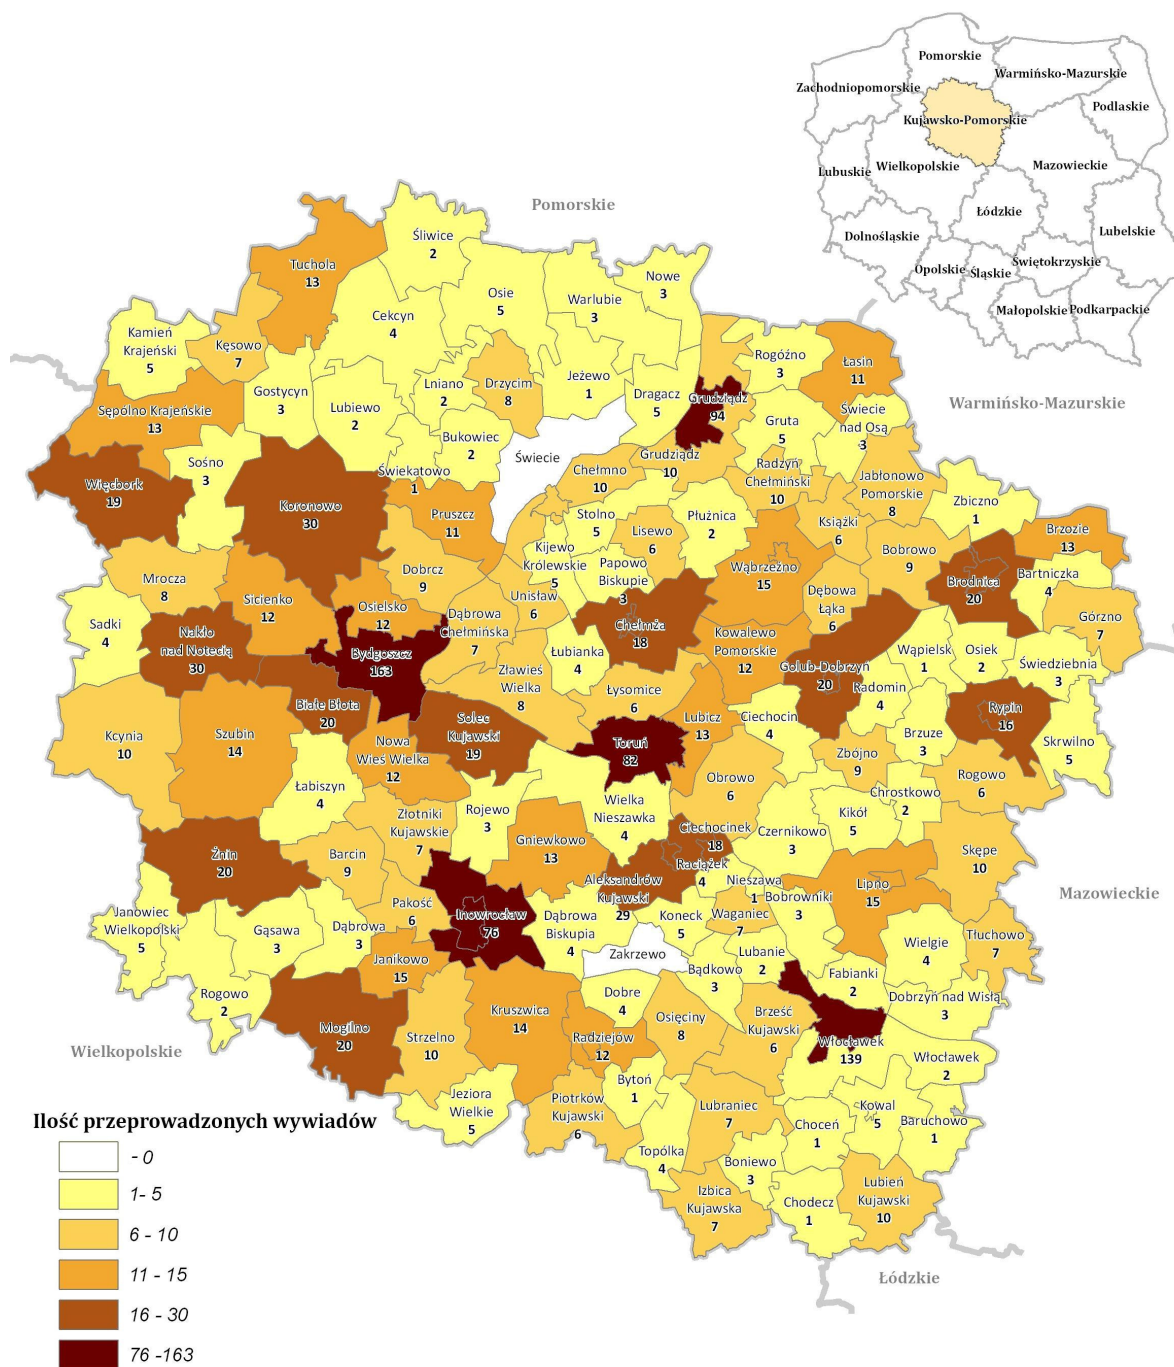 Pomorskie
Warmińsko-Mazurskie
Zachodniopomorskie
Podlaskie
Kujawsko-Pomorskie
Wielkopolskie
Mazowieckie
Lubuskie
Łódzkie
Lubelskie
Dolnośląskie
Opolskie
Śląskie
Świętokrzyskie
Małopolskie
Podkarpackie
Pomorskie
Śliwice
2
Tuchola
13
Nowe
3
Osie
5
Warlubie
3
Cekcyn
4
Kamień
Krajeński
5
Kęsowo
7
Rogóźno
3
Łasin
11
Gostycyn
3
Lniano
2
Drzycim
8
Jeżewo
1
Dragacz
5
Grudziądz
94
Warmińsko-Mazurskie
Sępólno Krajeńskie
13
Lubiewo
2
Gruta
5
Świecie
nad Osą
3
Bukowiec
2
Świecie
Grudziądz
10
Sośno
3
Świekatowo
1
Chełmno
10
Radzyń
Chełmiński
10
Jabłonowo
Pomorskie
8
Więcbork
19
Koronowo
30
Pruszcz
11
Stolno
5
Płużnica
2
Zbiczno
1
Lisewo
6
Książki
6
Brzozie
13
Kijewo
Królewskie
5
Bobrowo
9
Mrocza
8
Dobrcz
9
Papowo
Biskupie
3
Wąbrzeźno
15
Brodnica
20
Bartniczka
4
Sicienko
12
Osielsko
12
Unisław
6
Dębowa
Łąka
6
Dąbrowa
Chełmińska
7
Górzno
7
Sadki
4
Nakło
nad Notecią
30
Chełmża
18
Kowalewo
Pomorskie
12
Bydgoszcz
163
Łubianka
4
Wąpielsk
1
Osiek
2
Świedziebnia
3
Zławieś
Wielka
8
Golub-Dobrzyń
20
Radomin
4
Łysomice
6
Białe Błota
20
Solec
Kujawski
19
Lubicz
13
Ciechocin
4
Rypin
16
Kcynia
10
Szubin
14
Nowa
Wieś Wielka
12
Toruń
82
Brzuze
3
Skrwilno
5
Zbójno
9
Łabiszyn
4
Obrowo
6
Rogowo
6
Chrostkowo
2
Wielka
Nieszawka
4
Złotniki
Kujawskie
7
Rojewo
3
Kikół
5
Ciechocinek
18
Czernikowo
3
Gniewkowo
13
Żnin
20
Barcin
9
Skępe
10
Raciążek
4
Aleksandrów
Kujawski
29
Nieszawa
1
Lipno
15
Bobrowniki
3
Mazowieckie
Pakość
6
Inowrocław
76
Janowiec
Wielkopolski
5
Dąbrowa
Biskupia
4
Koneck
5
Waganiec
7
Gąsawa
3
Dąbrowa
3
Tłuchowo
7
Wielgie
4
Zakrzewo
Lubanie
2
Janikowo
15
Bądkowo
3
Fabianki
2
Rogowo
2
Dobre
4
Dobrzyń nad Wisłą
3
Kruszwica
14
Brześć
Kujawski
6
Osięciny
8
Mogilno
20
Strzelno
10
Radziejów
12
Włocławek
139
Wielkopolskie
Włocławek
2
Bytoń
1
Jeziora
Wielkie
5
Piotrków
Kujawski
6
Lubraniec
7
Kowal
5
Choceń
1
Baruchowo
1
Topólka
4
Boniewo
3
Izbica
Kujawska
7
Lubień
Kujawski
10
Chodecz
1
Łódzkie
Ilość przeprowadzonych wywiadów
- 0
1- 5
6 - 10
11 - 15
16 - 30
76 -163